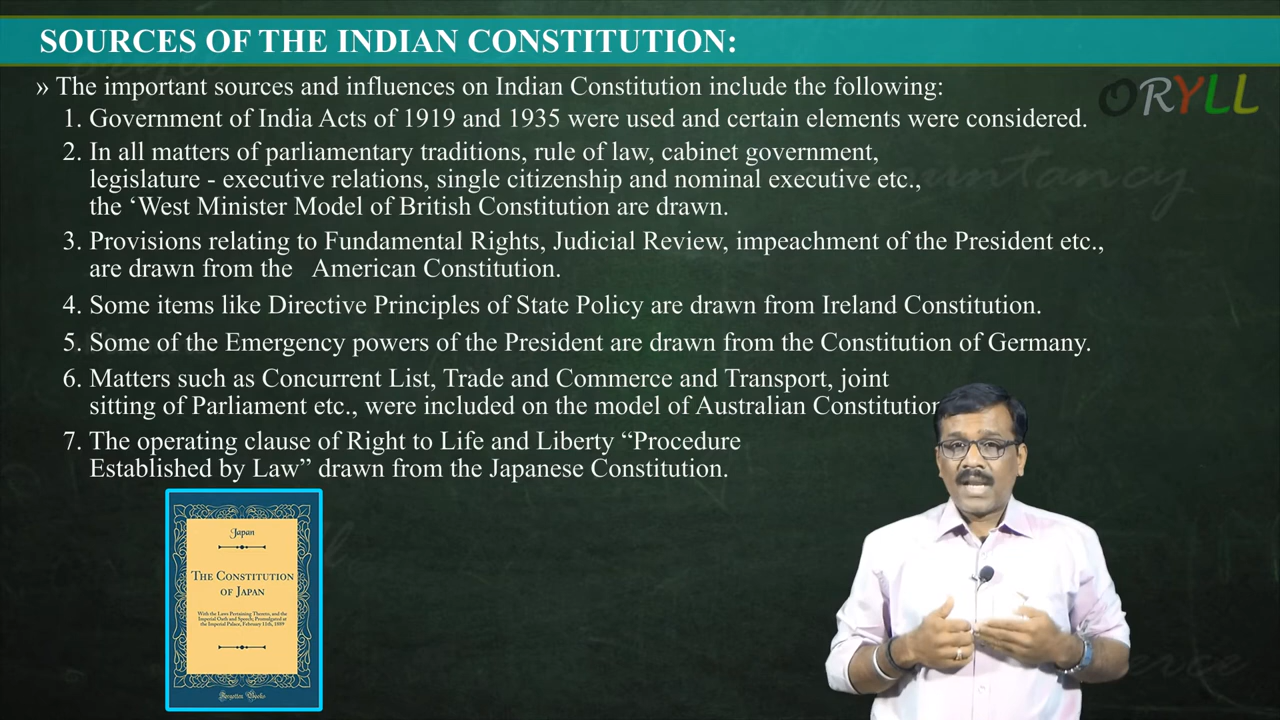 SOURCES OF THE INDIAN CONSTITUTION:
» The important sources and influences on Indian Constitution include the following:
ORYLL
1. Government of India Acts of 1919 and 1935 were used and certain elements were considered.
2. In all matters of parliamentary traditions, rule of law, cabinet government,
legislature - executive relations, single citizenship and nominal executive etc.,
the ‘West Minister Model of British Constitution are drawn.
3. Provisions relating to Fundamental Rights, Judicial Review, impeachment of the President etc.,
are drawn from the American Constitution.
4. Some items like Directive Principles of State Policy are drawn from Ireland Constitution.
5. Some of the Emergency powers of the President are drawn from the Constitution of Germany.
6. Matters such as Concurrent List, Trade and Commerce and Transport, joint
sitting of Parliament etc., were included on the model of Australian Constitution
7. The operating clause of Right to Life and Liberty “Procedure
Established by Law” drawn from the Japanese Constitution.
Japan
THE CONSTITUTION
OF JAPAN
With the Laws Pertaining Thereto, and the
Imperial Oath and Speech; Promulgated at
the Imperial Palace, February 11th, 1889
Forgotten Books